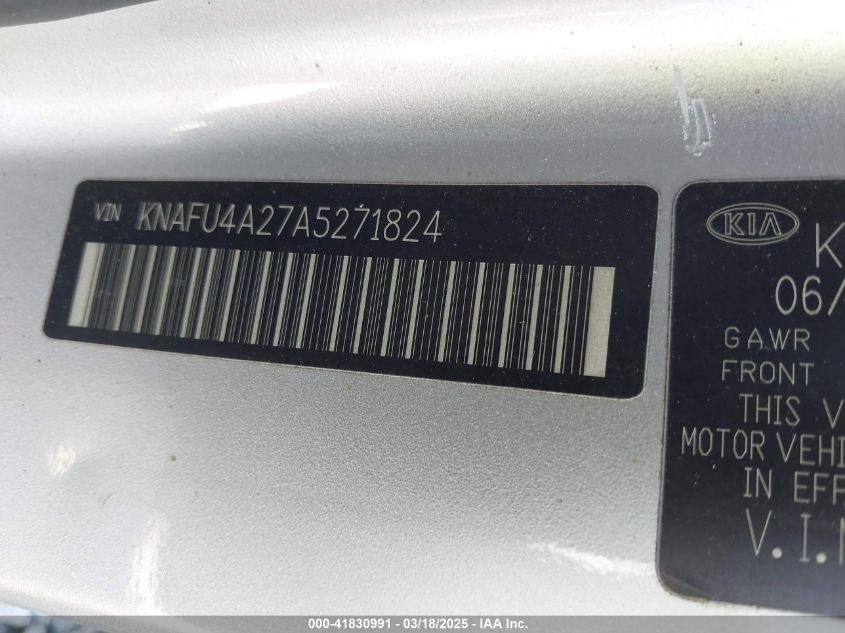 VIN KNAFU4A27A5271824
KIA
K
06/
GAWR
FRONT
THIS V
MOTOR VEHI
IN EFF
V.I.N
000-41830991 - 03/18/2025 - IAA Inc.